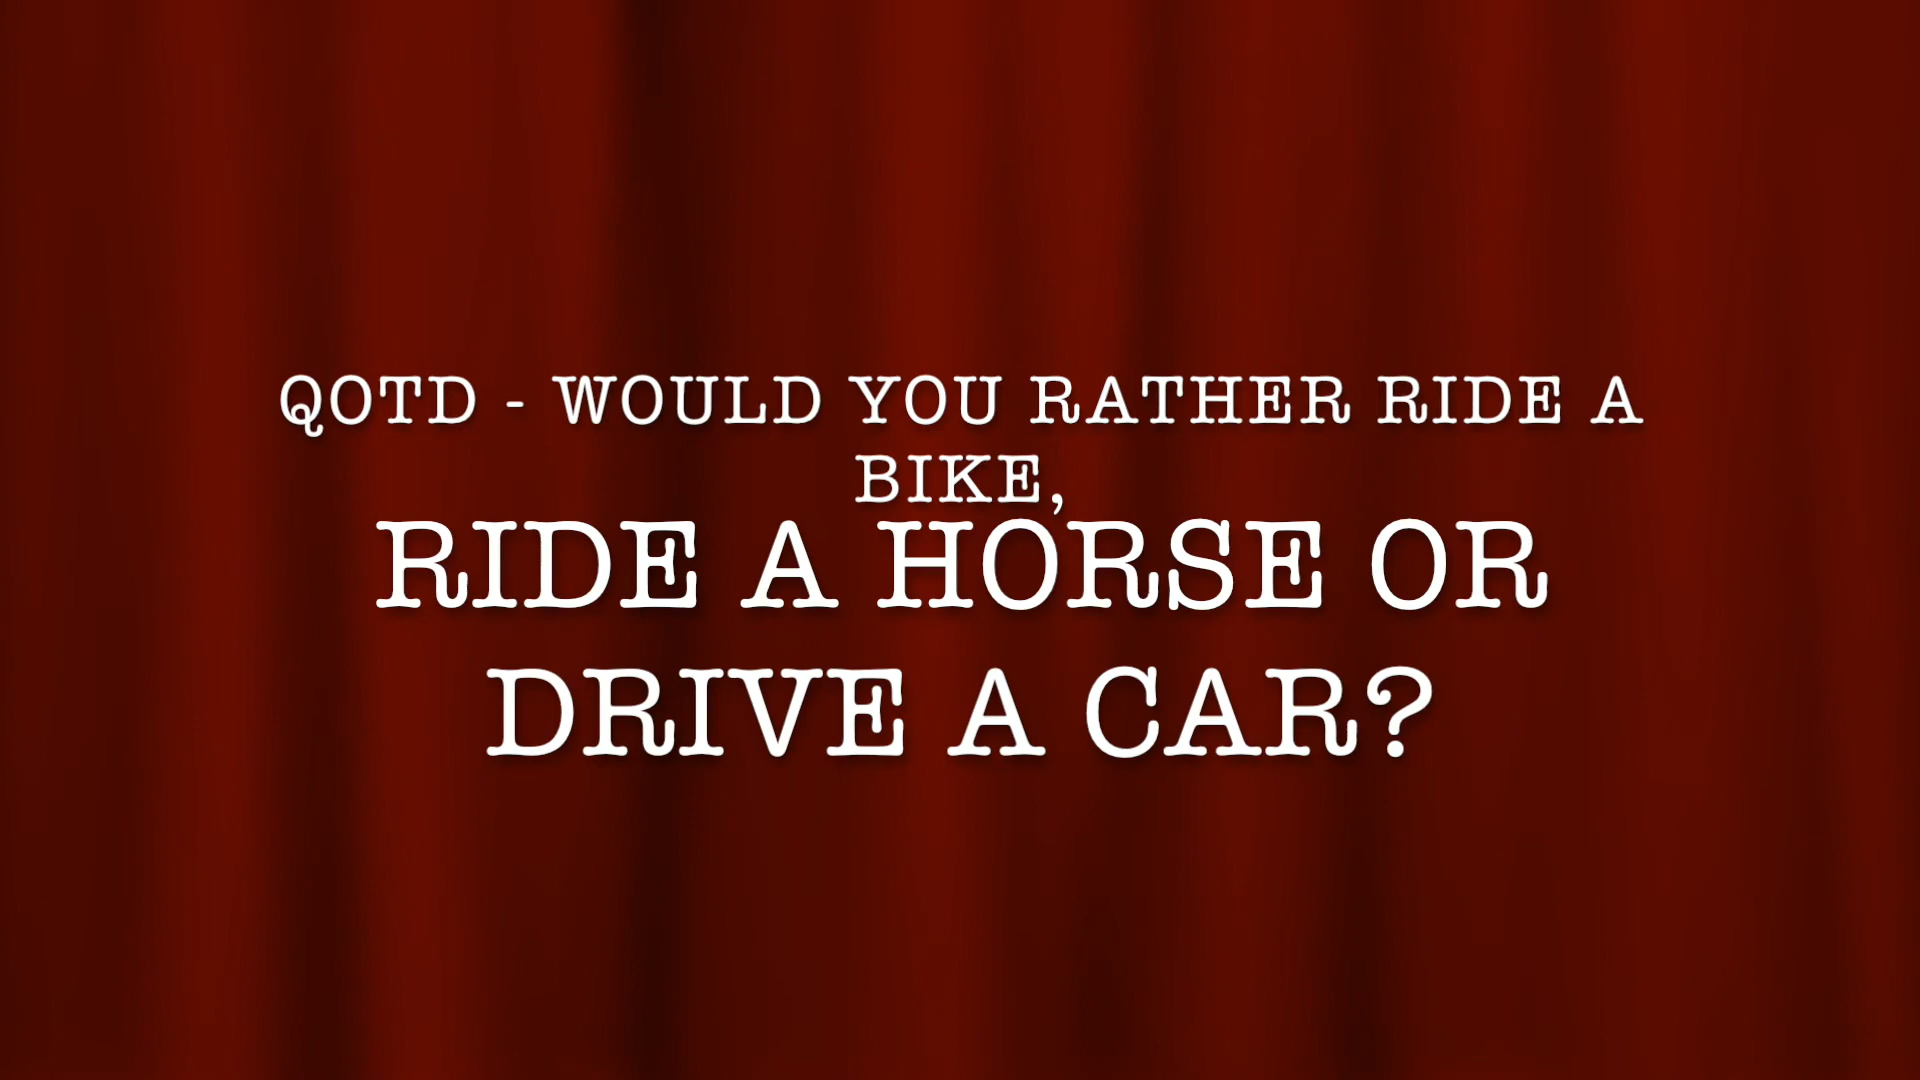 QOTD - WOULD YOU RATHER RIDE A
BIKE,
RIDE A HORSE OR
DRIVE A CAR?